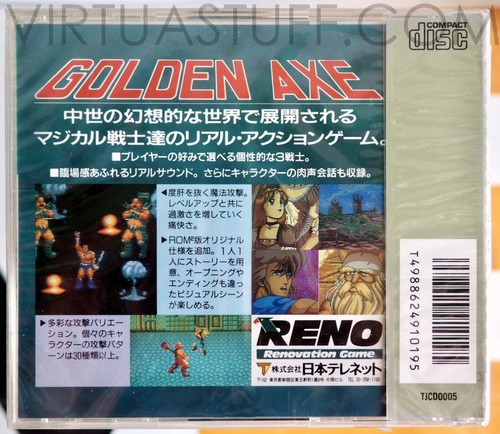 VIRTUASTUFF.COM
COMPACT
disc
GOLDEN AXE
中世の幻想的な世界で展開される
マジカル戦士達のリアル・アクションゲーム。
■プレイヤーの好みで選べる個性的な3戦士。
■臨場感あふれるリアルサウンド。さらにキャラクターの肉声会話も収録。
◀度肝を抜く魔法攻撃。
レベルアップと共に
過激さを増していく
痛快さ。
▶ROM²版オリジナル
仕様を追加。1人1
人にストーリーを用
意、オープニングや
エンディングも違っ
たビジュアルシーン
が楽しめる。
▶多彩な攻撃バリエー
ション。個々のキャ
ラクターの攻撃パタ
ーンは30種類以上。
RENO
Renovation Game
株式会社日本テレネット
T4988624910195
TJCD0005